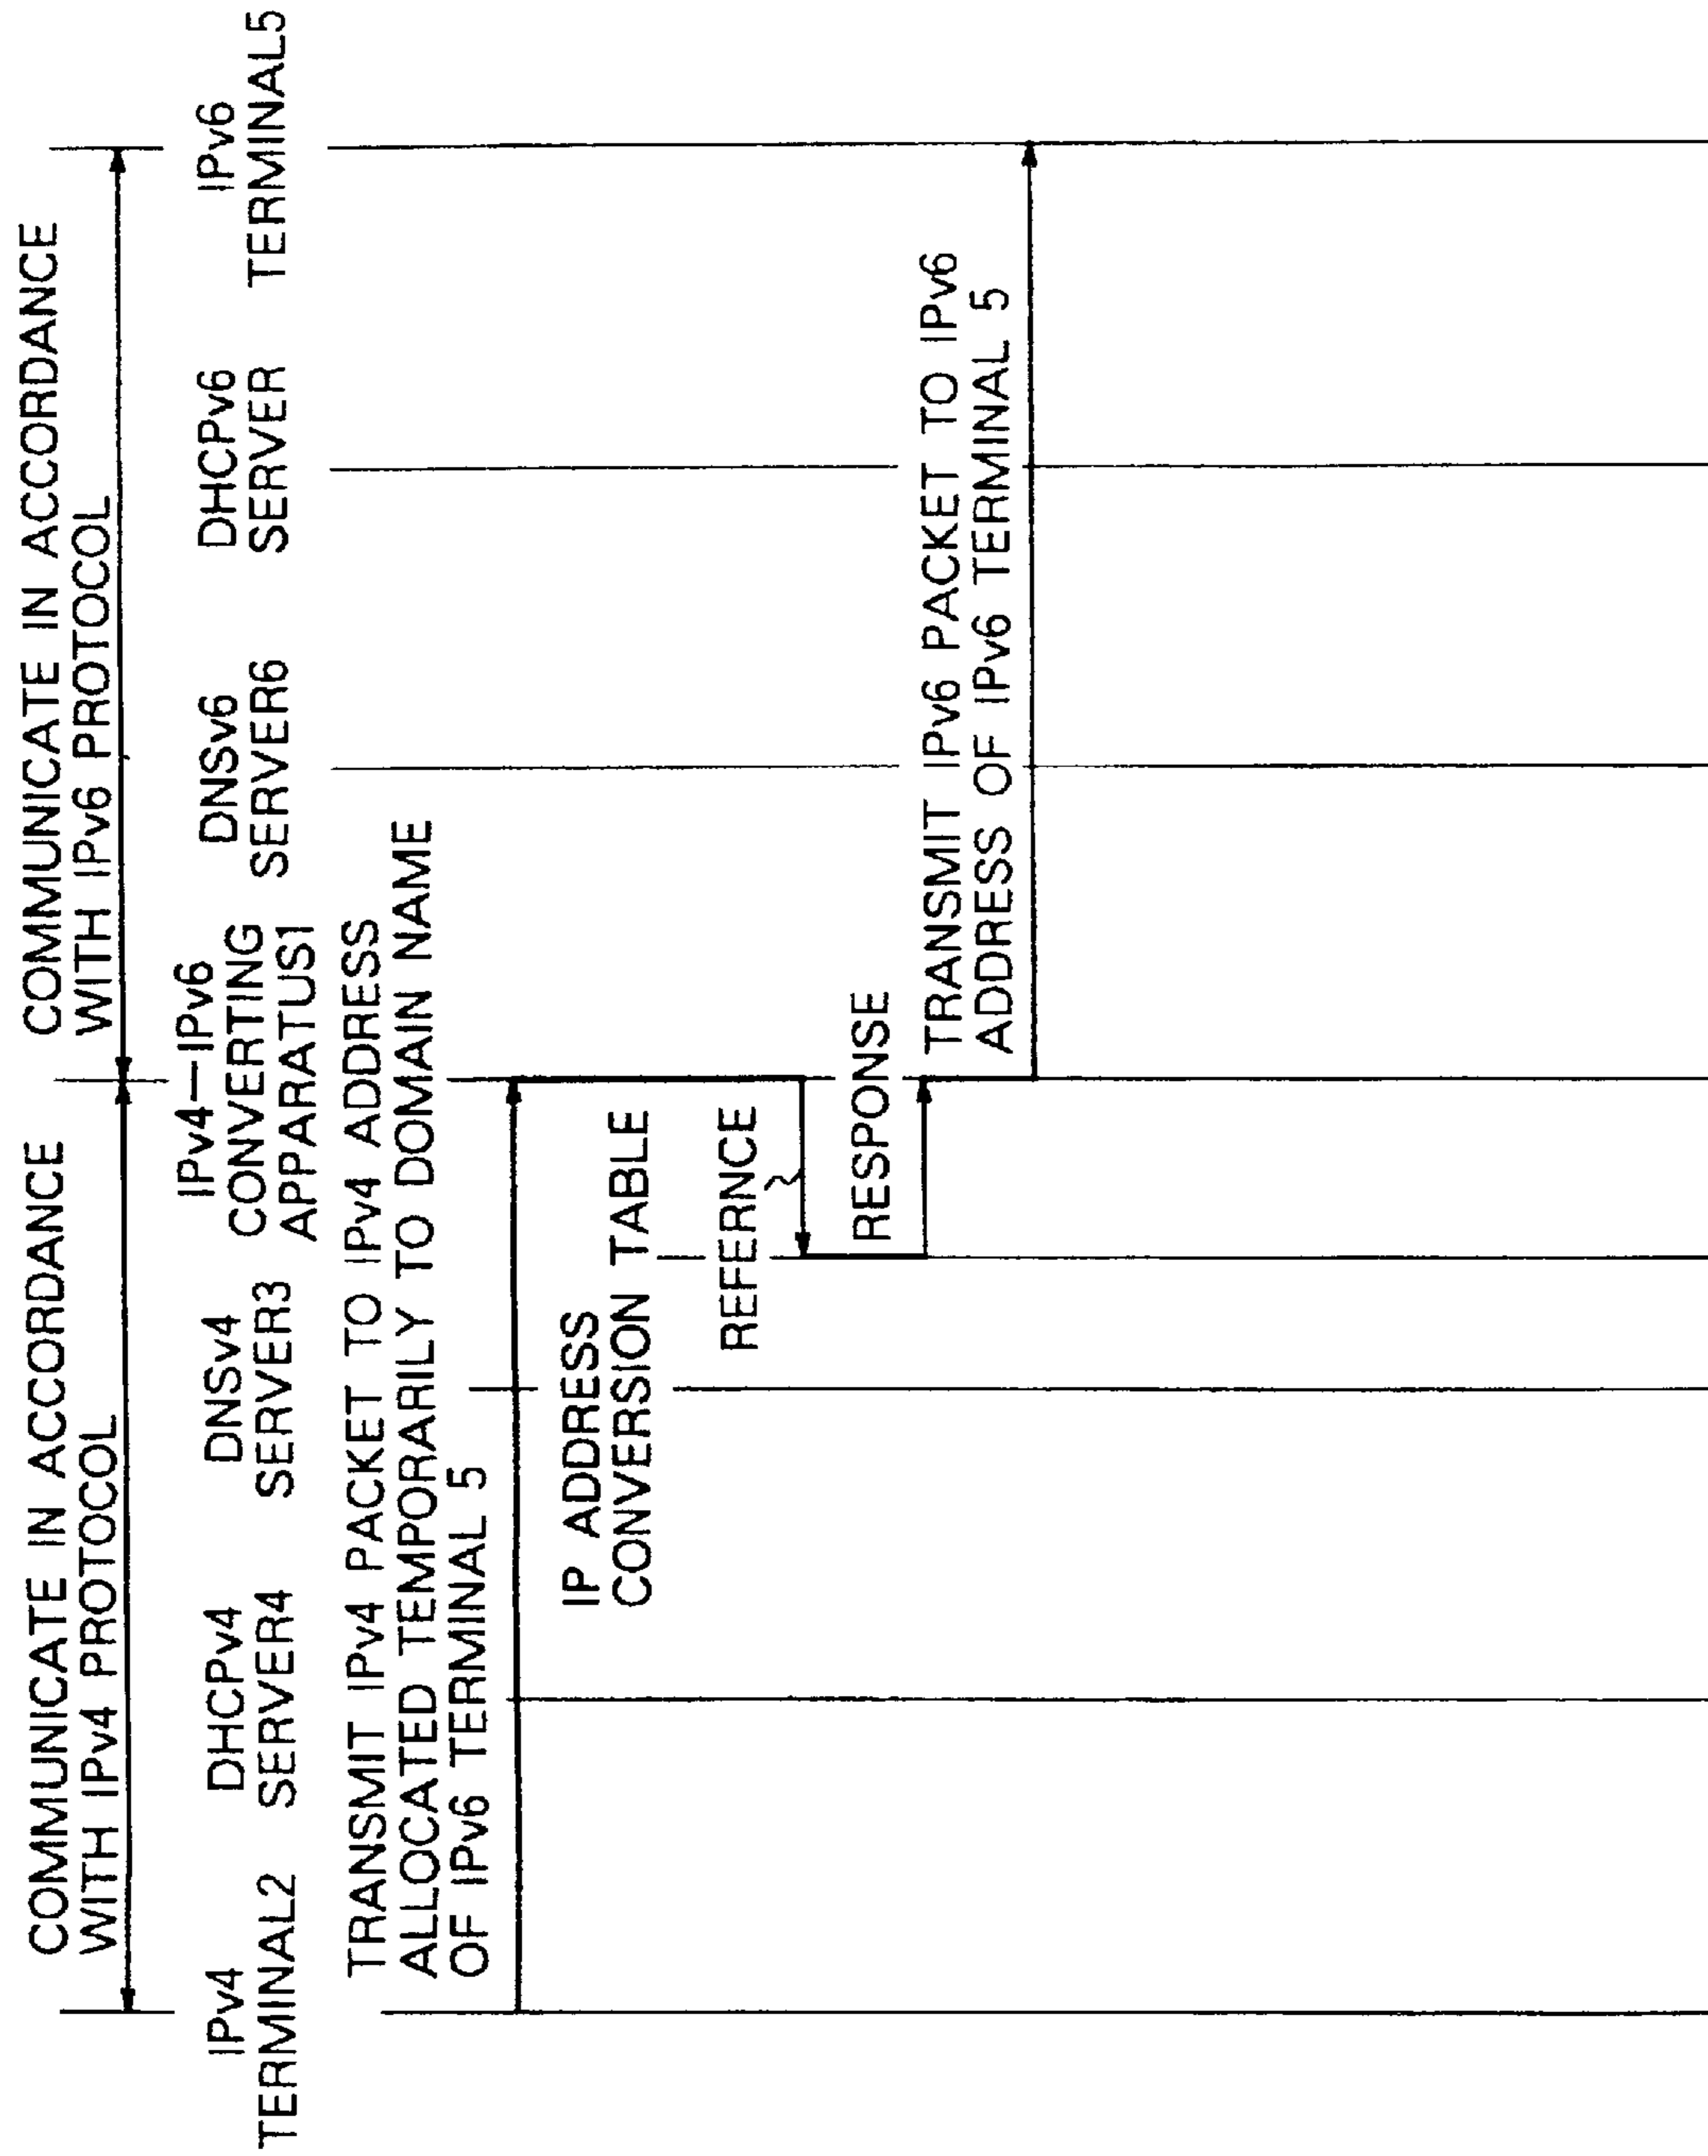 COMMUNICATE IN ACCORDANCE
WITH IPv4 PROTOCOL
COMMUNICATE IN ACCORDANCE
WITH IPv6 PROTOCOL
IPv4
TERMINAL2
DHCPv4
SERVER4
DNSv4
SERVER3
IPv4—IPv6
CONVERTING
APPARATUS1
DNSv6
SERVER6
DHCPv6
SERVER
IPv6
TERMINAL5
TRANSMIT IPv4 PACKET TO IPv4 ADDRESS
ALLOCATED TEMPORARILY TO DOMAIN NAME
OF IPv6 TERMINAL 5
IP ADDRESS
CONVERSION TABLE
REFERENCE
RESPONSE
TRANSMIT IPv6 PACKET TO IPv6
ADDRESS OF IPv6 TERMINAL 5